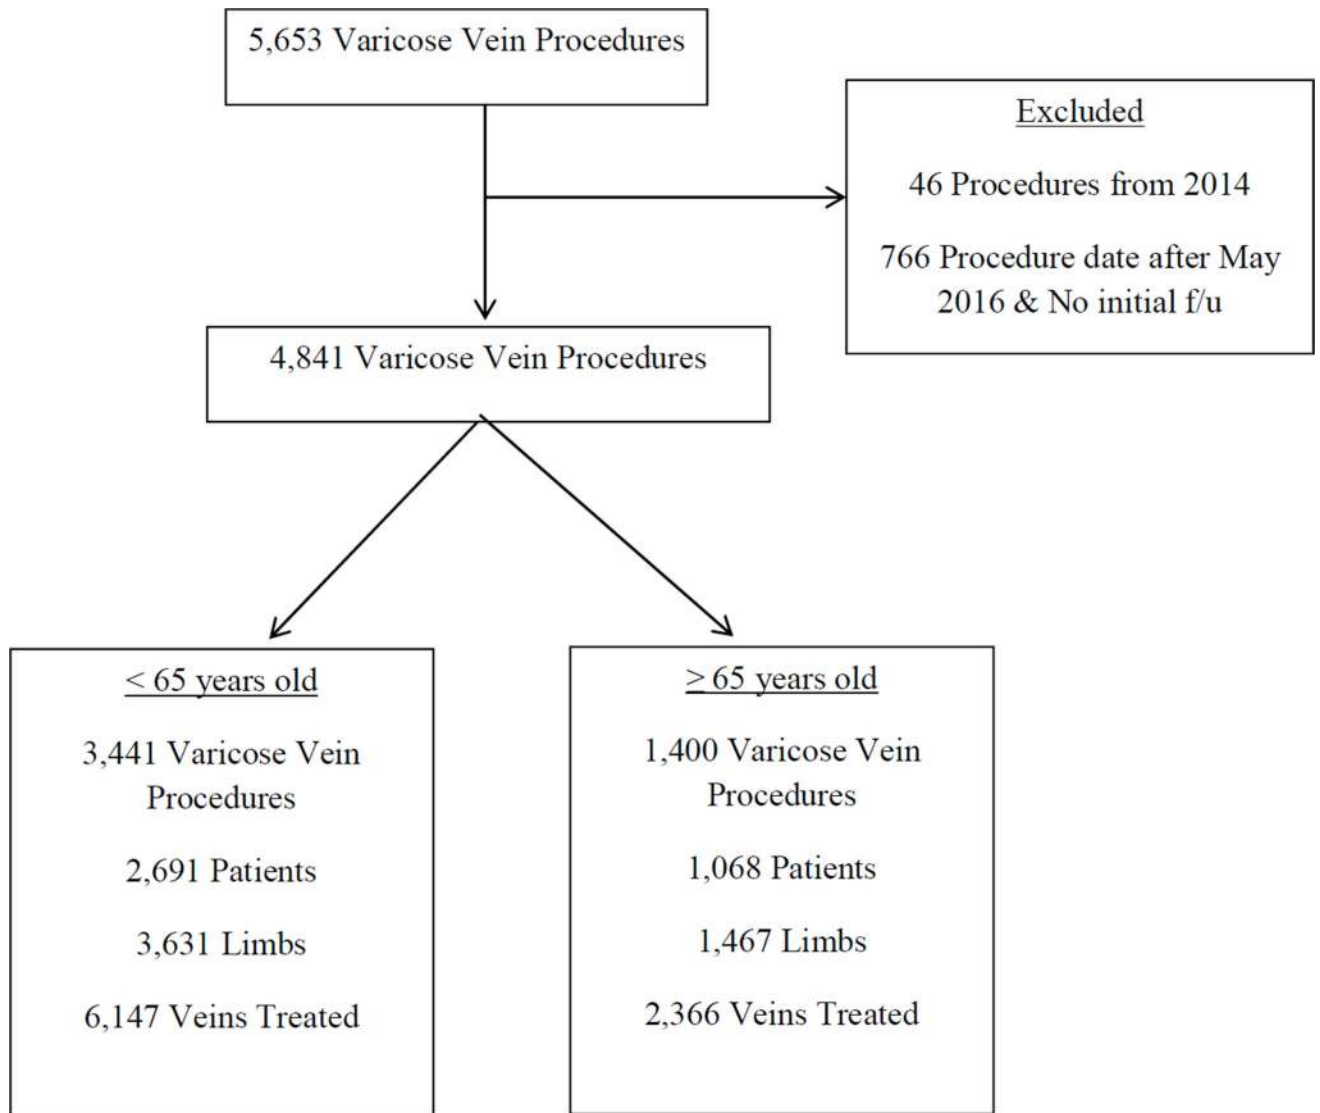 5,653 Varicose Vein Procedures
Excluded
46 Procedures from 2014
766 Procedure date after May
2016 & No initial f/u
4,841 Varicose Vein Procedures
< 65 years old
3,441 Varicose Vein
Procedures
2,691 Patients
3,631 Limbs
6,147 Veins Treated
≥ 65 years old
1,400 Varicose Vein
Procedures
1,068 Patients
1,467 Limbs
2,366 Veins Treated